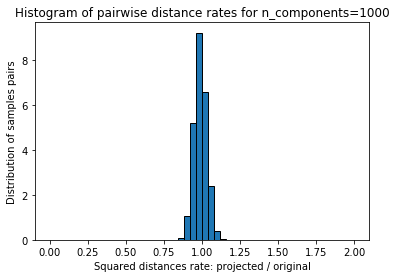 Histogram of pairwise distance rates for n_components=1000
Distribution of samples pairs
8
6
4
2
0
0.00 0.25 0.50 0.75 1.00 1.25 1.50 1.75 2.00
Squared distances rate: projected / original